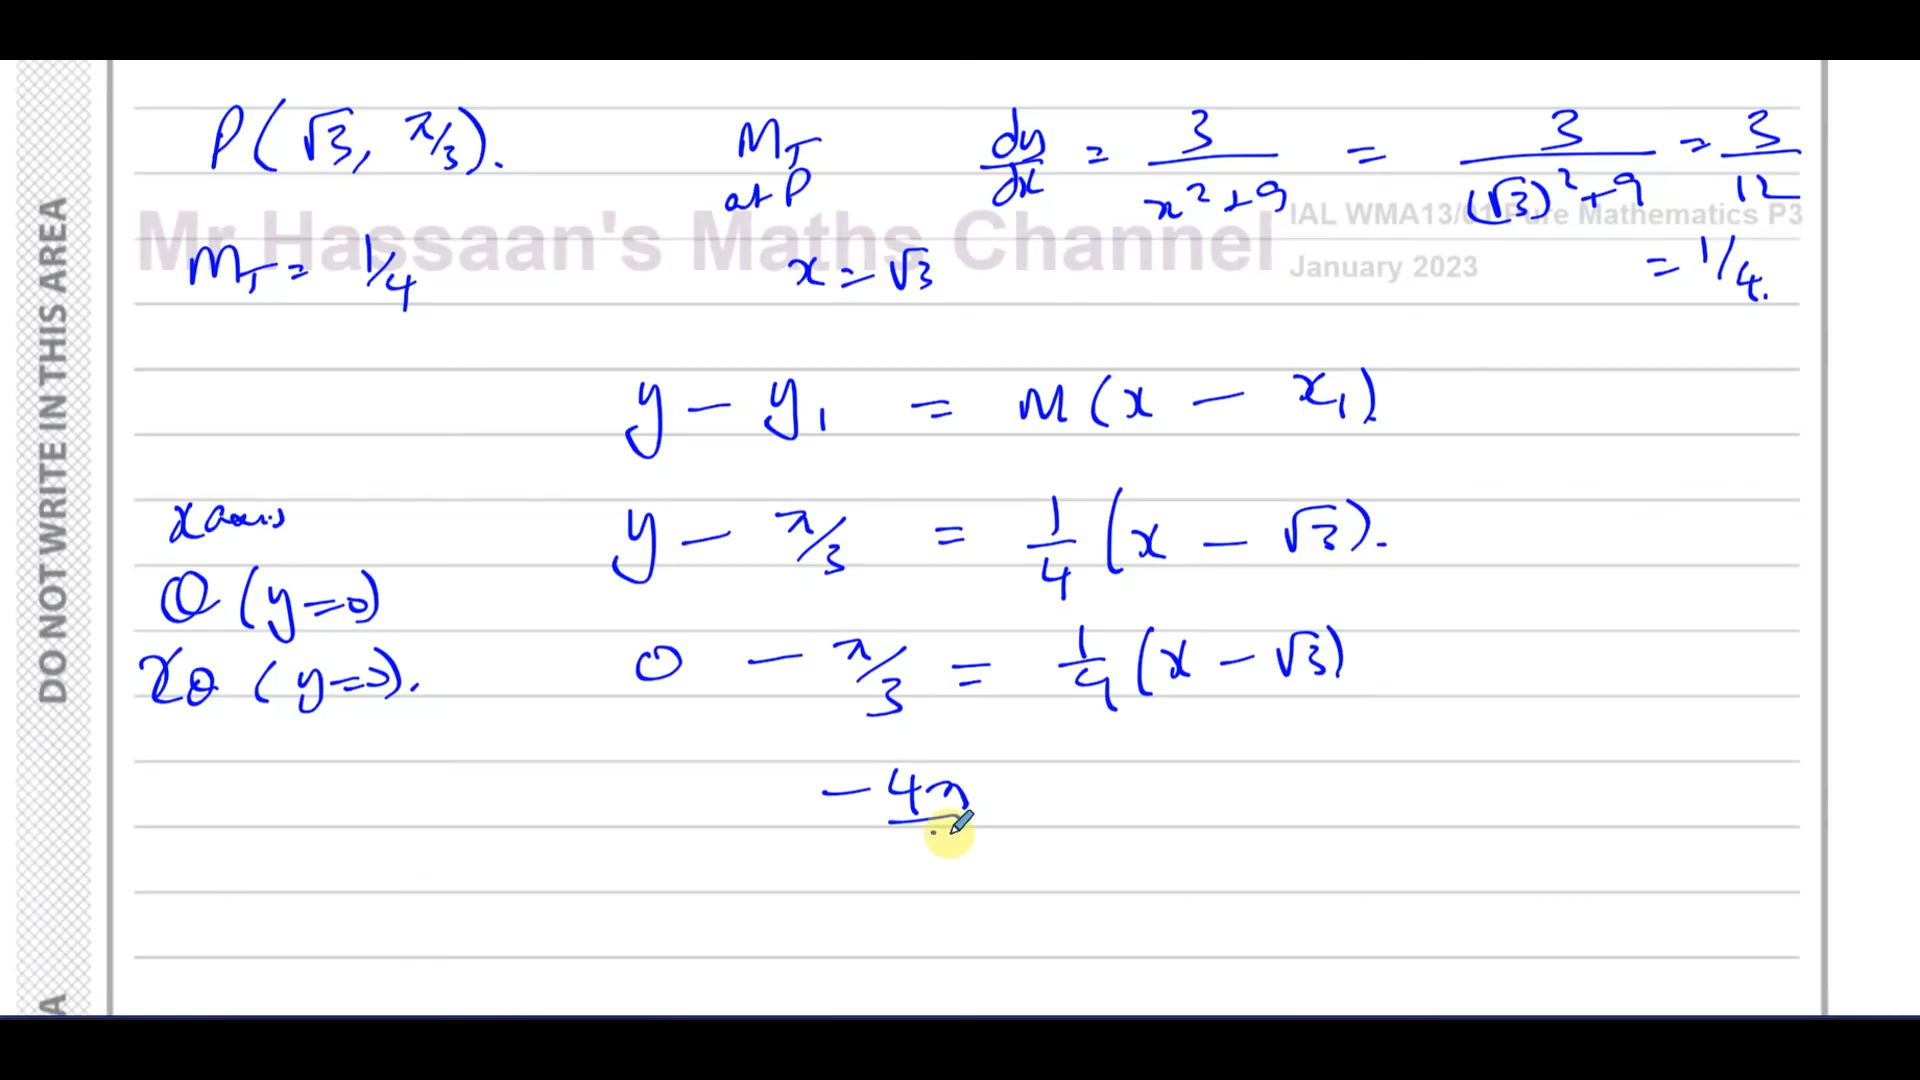 DO NOT WRITE IN THIS AREA
P(√3, π/3).
M_T at P
dy/dx = 3/(x²+9) = 3/((√3)²+9) = 3/12
Mr Hassaan's Maths Channel
IAL WMA13/01 Pure Mathematics P3
January 2023
M_T = 1/4
x = √3
= 1/4.
y - y₁ = M(x - x₁)
x axis
y - π/3 = 1/4 (x - √3).
Q (y=0)
xQ (y=0).
0 - π/3 = 1/4 (x - √3)
- 4π
A